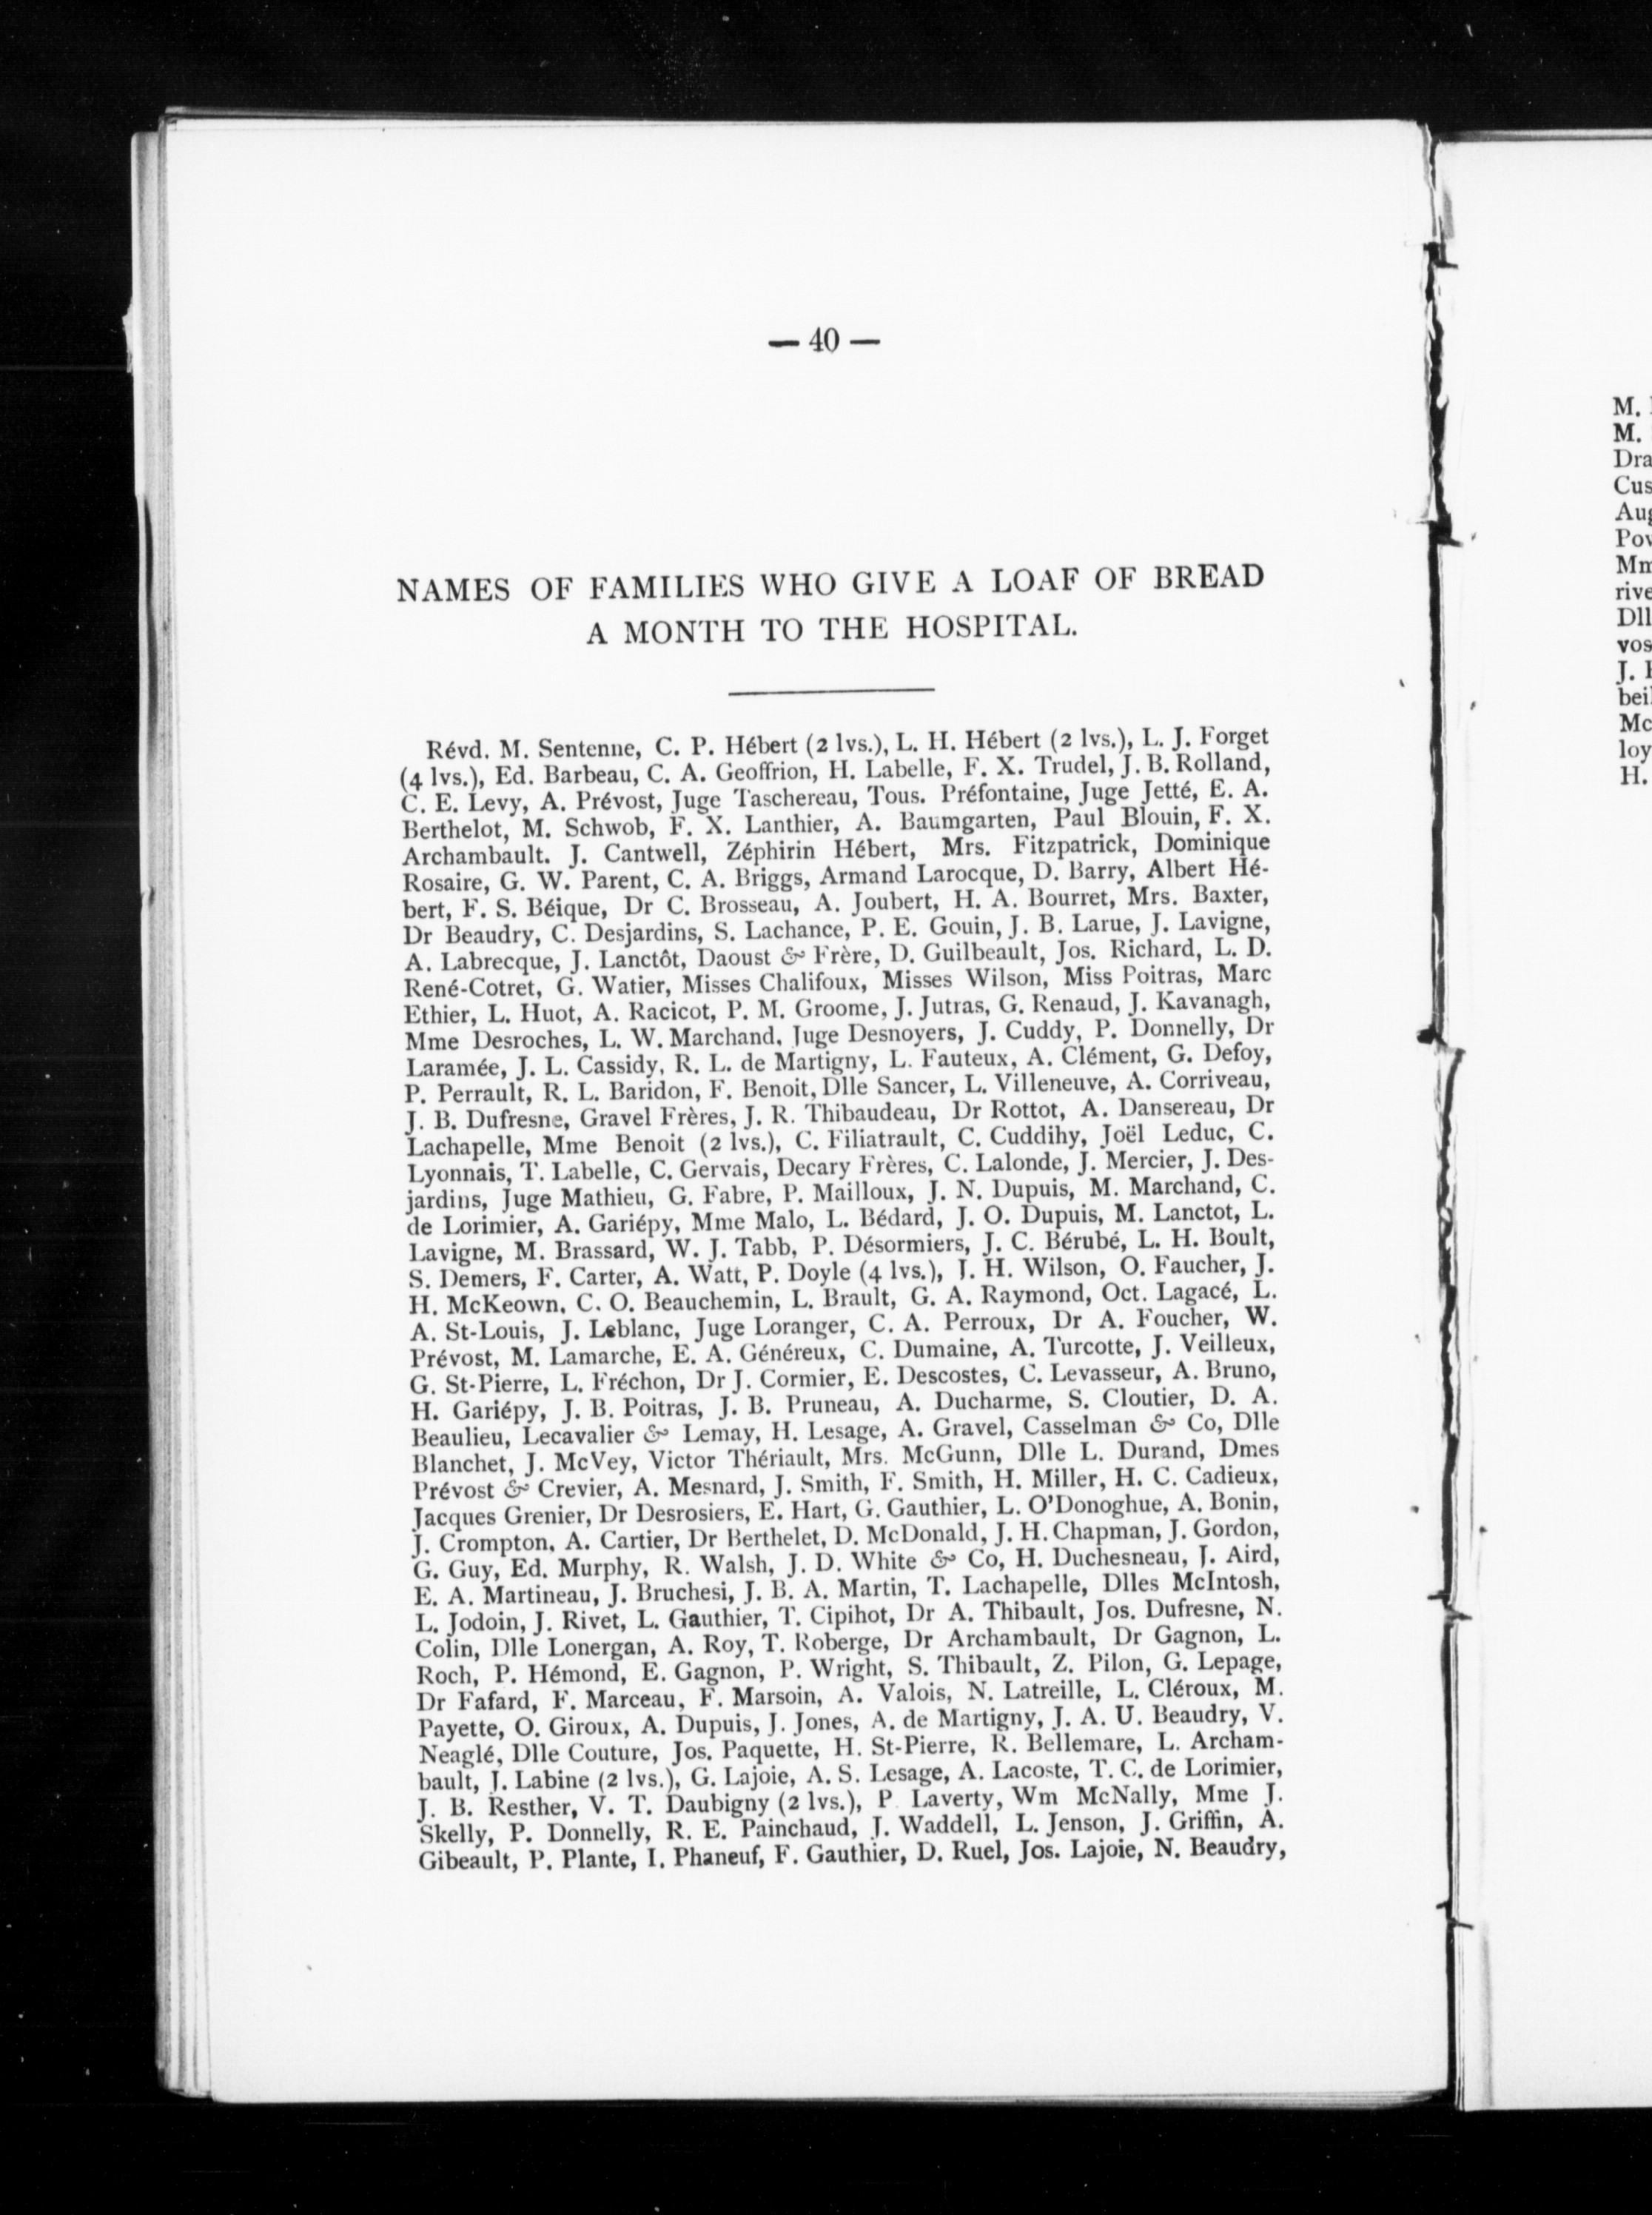 — 40 —
NAMES OF FAMILIES WHO GIVE A LOAF OF BREAD
A MONTH TO THE HOSPITAL.
Révd. M. Sentenne, C. P. Hébert (2 lvs.), L. H. Hébert (2 lvs.), L. J. Forget
(4 lvs.), Ed. Barbeau, C. A. Geoffrion, H. Labelle, F. X. Trudel, J. B. Rolland,
C. E. Levy, A. Prévost, Juge Taschereau, Tous. Préfontaine, Juge Jetté, E. A.
Berthelot, M. Schwob, F. X. Lanthier, A. Baumgarten, Paul Blouin, F. X.
Archambault. J. Cantwell, Zéphirin Hébert, Mrs. Fitzpatrick, Dominique
Rosaire, G. W. Parent, C. A. Briggs, Armand Larocque, D. Barry, Albert Hé-
bert, F. S. Béique, Dr C. Brosseau, A. Joubert, H. A. Bourret, Mrs. Baxter,
Dr Beaudry, C. Desjardins, S. Lachance, P. E. Gouin, J. B. Larue, J. Lavigne,
A. Labrecque, J. Lanctôt, Daoust & Frère, D. Guilbeault, Jos. Richard, L. D.
René-Cotret, G. Watier, Misses Chalifoux, Misses Wilson, Miss Poitras, Marc
Ethier, L. Huot, A. Racicot, P. M. Groome, J. Jutras, G. Renaud, J. Kavanagh,
Mme Desroches, L. W. Marchand, Juge Desnoyers, J. Cuddy, P. Donnelly, Dr
Laramée, J. L. Cassidy, R. L. de Martigny, L. Fauteux, A. Clément, G. Defoy,
P. Perrault, R. L. Baridon, F. Benoit, Dlle Sancer, L. Villeneuve, A. Corriveau,
J. B. Dufresne, Gravel Frères, J. R. Thibaudeau, Dr Rottot, A. Dansereau, Dr
Lachapelle, Mme Benoit (2 lvs.), C. Filiatrault, C. Cuddihy, Joël Leduc, C.
Lyonnais, T. Labelle, C. Gervais, Decary Frères, C. Lalonde, J. Mercier, J. Des-
jardins, Juge Mathieu, G. Fabre, P. Mailloux, J. N. Dupuis, M. Marchand, C.
de Lorimier, A. Gariépy, Mme Malo, L. Bédard, J. O. Dupuis, M. Lanctot, L.
Lavigne, M. Brassard, W. J. Tabb, P. Désormiers, J. C. Bérubé, L. H. Boult,
S. Demers, F. Carter, A. Watt, P. Doyle (4 lvs.), J. H. Wilson, O. Faucher, J.
H. McKeown, C. O. Beauchemin, L. Brault, G. A. Raymond, Oct. Lagacé, L.
A. St-Louis, J. Leblanc, Juge Loranger, C. A. Perroux, Dr A. Foucher, W.
Prévost, M. Lamarche, E. A. Généreux, C. Dumaine, A. Turcotte, J. Veilleux,
G. St-Pierre, L. Fréchon, Dr J. Cormier, E. Descostes, C. Levasseur, A. Bruno,
H. Gariépy, J. B. Poitras, J. B. Pruneau, A. Ducharme, S. Cloutier, D. A.
Beaulieu, Lecavalier & Lemay, H. Lesage, A. Gravel, Casselman & Co, Dlle
Blanchet, J. McVey, Victor Thériault, Mrs. McGunn, Dlle L. Durand, Dmes
Prévost & Crevier, A. Mesnard, J. Smith, F. Smith, H. Miller, H. C. Cadieux,
Jacques Grenier, Dr Desrosiers, E. Hart, G. Gauthier, L. O'Donoghue, A. Bonin,
J. Crompton, A. Cartier, Dr Berthelet, D. McDonald, J. H. Chapman, J. Gordon,
G. Guy, Ed. Murphy, R. Walsh, J. D. White & Co, H. Duchesneau, J. Aird,
E. A. Martineau, J. Bruchesi, J. B. A. Martin, T. Lachapelle, Dlles McIntosh,
L. Jodoin, J. Rivet, L. Gauthier, T. Cipihot, Dr A. Thibault, Jos. Dufresne, N.
Colin, Dlle Lonergan, A. Roy, T. Roberge, Dr Archambault, Dr Gagnon, L.
Roch, P. Hémond, E. Gagnon, P. Wright, S. Thibault, Z. Pilon, G. Lepage,
Dr Fafard, F. Marceau, F. Marsoin, A. Valois, N. Latreille, L. Cléroux, M.
Payette, O. Giroux, A. Dupuis, J. Jones, A. de Martigny, J. A. U. Beaudry, V.
Neaglé, Dlle Couture, Jos. Paquette, H. St-Pierre, R. Bellemare, L. Archam-
bault, J. Labine (2 lvs.), G. Lajoie, A. S. Lesage, A. Lacoste, T. C. de Lorimier,
J. B. Resther, V. T. Daubigny (2 lvs.), P. Laverty, Wm McNally, Mme J.
Skelly, P. Donnelly, R. E. Painchaud, J. Waddell, L. Jenson, J. Griffin, A.
Gibeault, P. Plante, I. Phaneuf, F. Gauthier, D. Ruel, Jos. Lajoie, N. Beaudry,
M.
M.
Dra
Cus
Aug
Pow
Mm
rive
Dll
vos
J.
bei
Mc
loy
H.